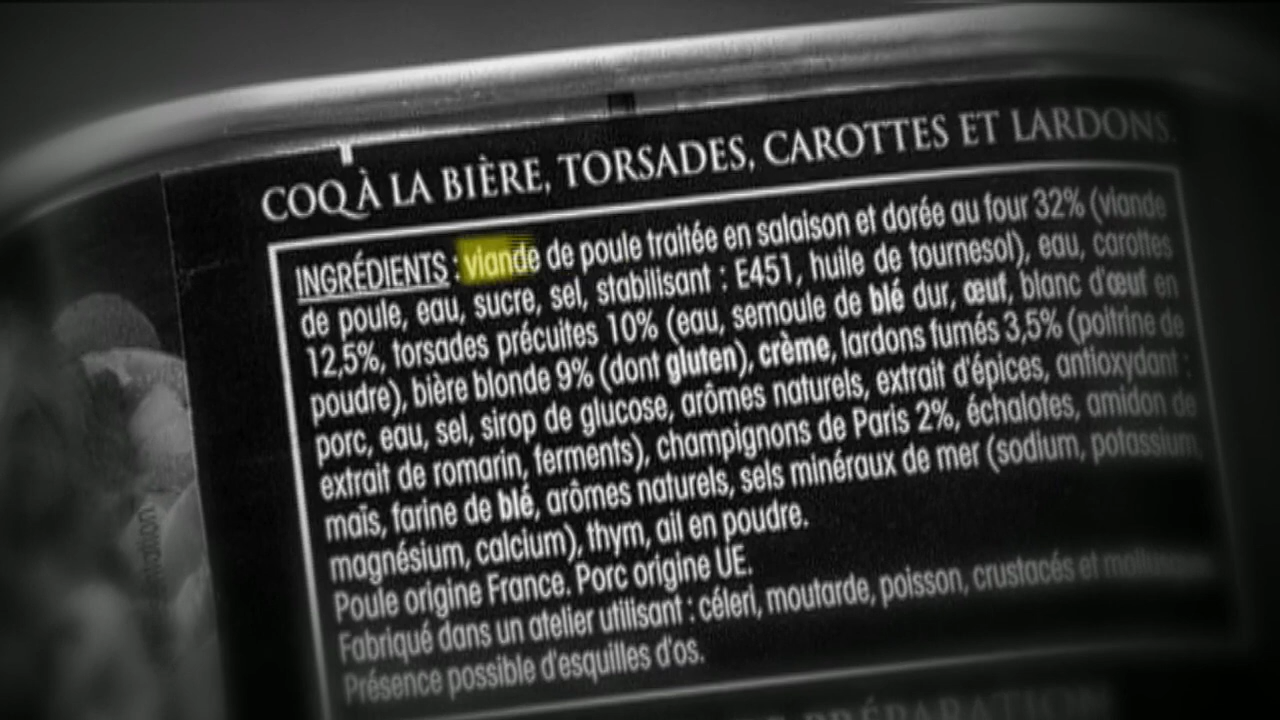 COQ À LA BIÈRE, TORSADES, CAROTTES ET LARDONS.
INGRÉDIENTS : viande de poule traitée en salaison et dorée au four 32% (viande
de poule, eau, sucre, sel, stabilisant : E451, huile de tournesol), eau, carottes
12,5%, torsades précuites 10% (eau, semoule de blé dur, œuf, blanc d'œuf en
poudre), bière blonde 9% (dont gluten), crème, lardons fumés 3,5% (poitrine de
porc, eau, sel, sirop de glucose, arômes naturels, extrait d'épices, antioxydant :
extrait de romarin, ferments), champignons de Paris 2%, échalotes, amidon de
maïs, farine de blé, arômes naturels, sels minéraux de mer (sodium, potassium,
magnésium, calcium), thym, ail en poudre.
Poule origine France. Porc origine UE.
Fabriqué dans un atelier utilisant : céleri, moutarde, poisson, crustacés et mollusques.
Présence possible d'esquilles d'os.
PRÉPARATION